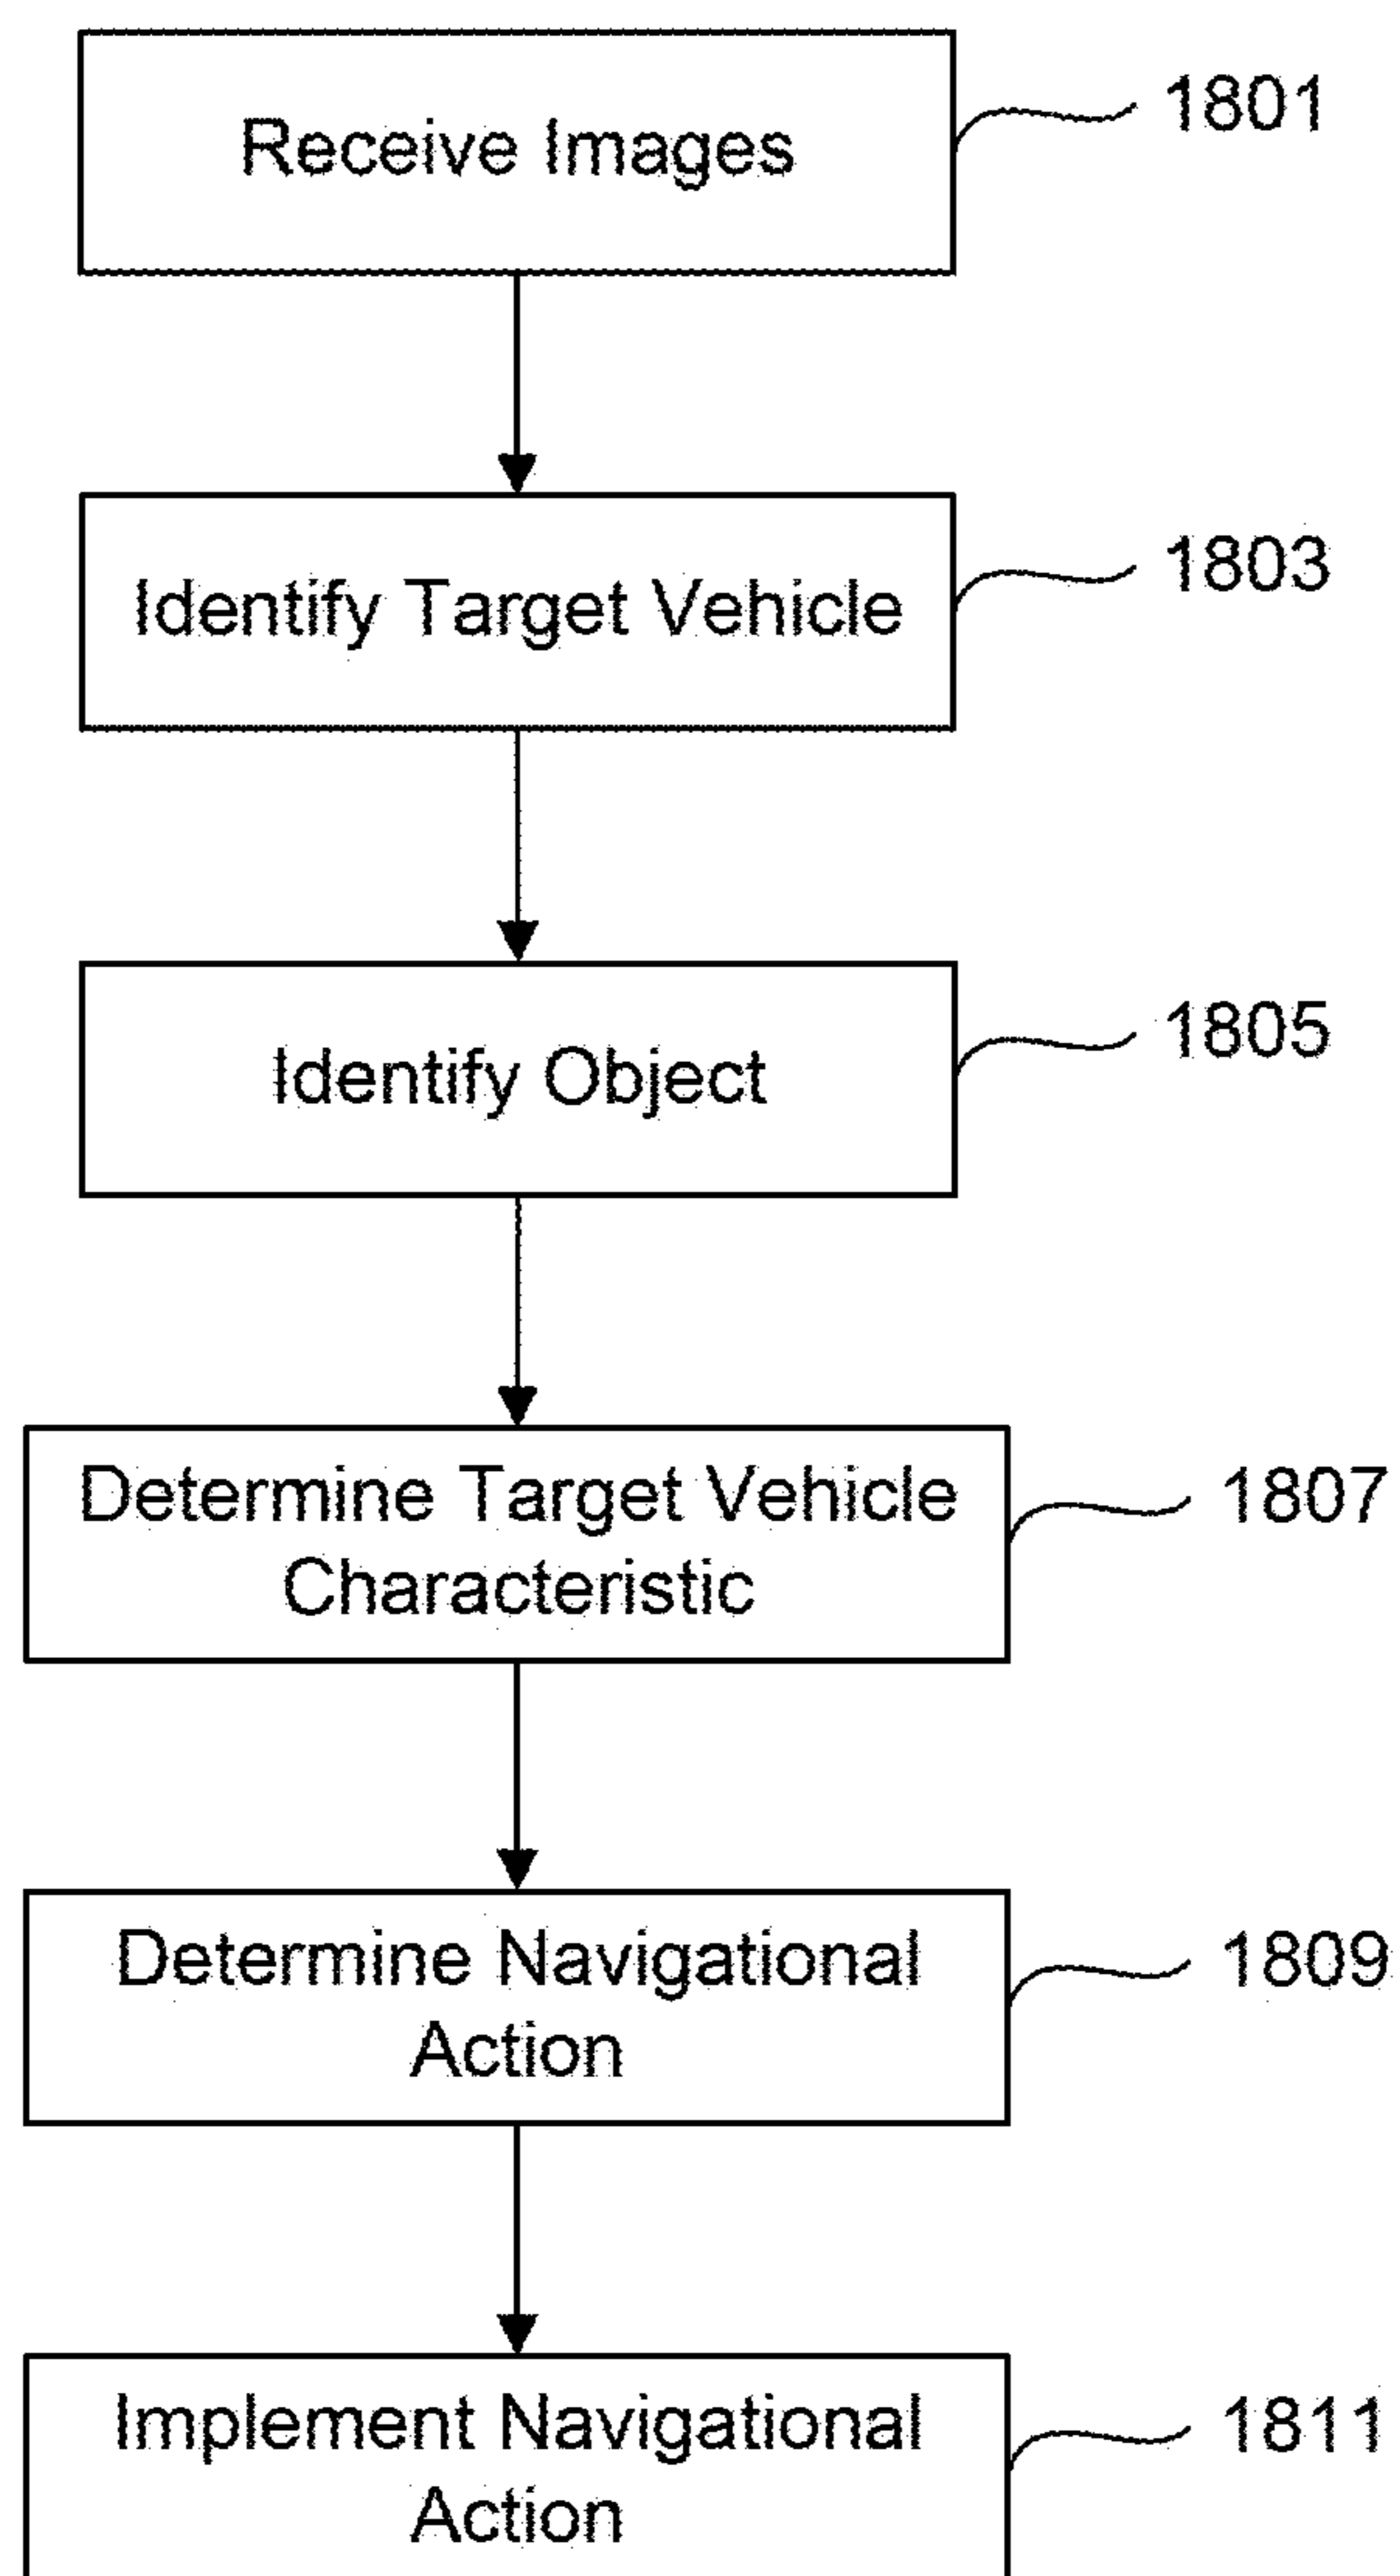 Receive Images
1801
Identify Target Vehicle
1803
Identify Object
1805
Determine Target Vehicle
Characteristic
1807
Determine Navigational
Action
1809
Implement Navigational
Action
1811